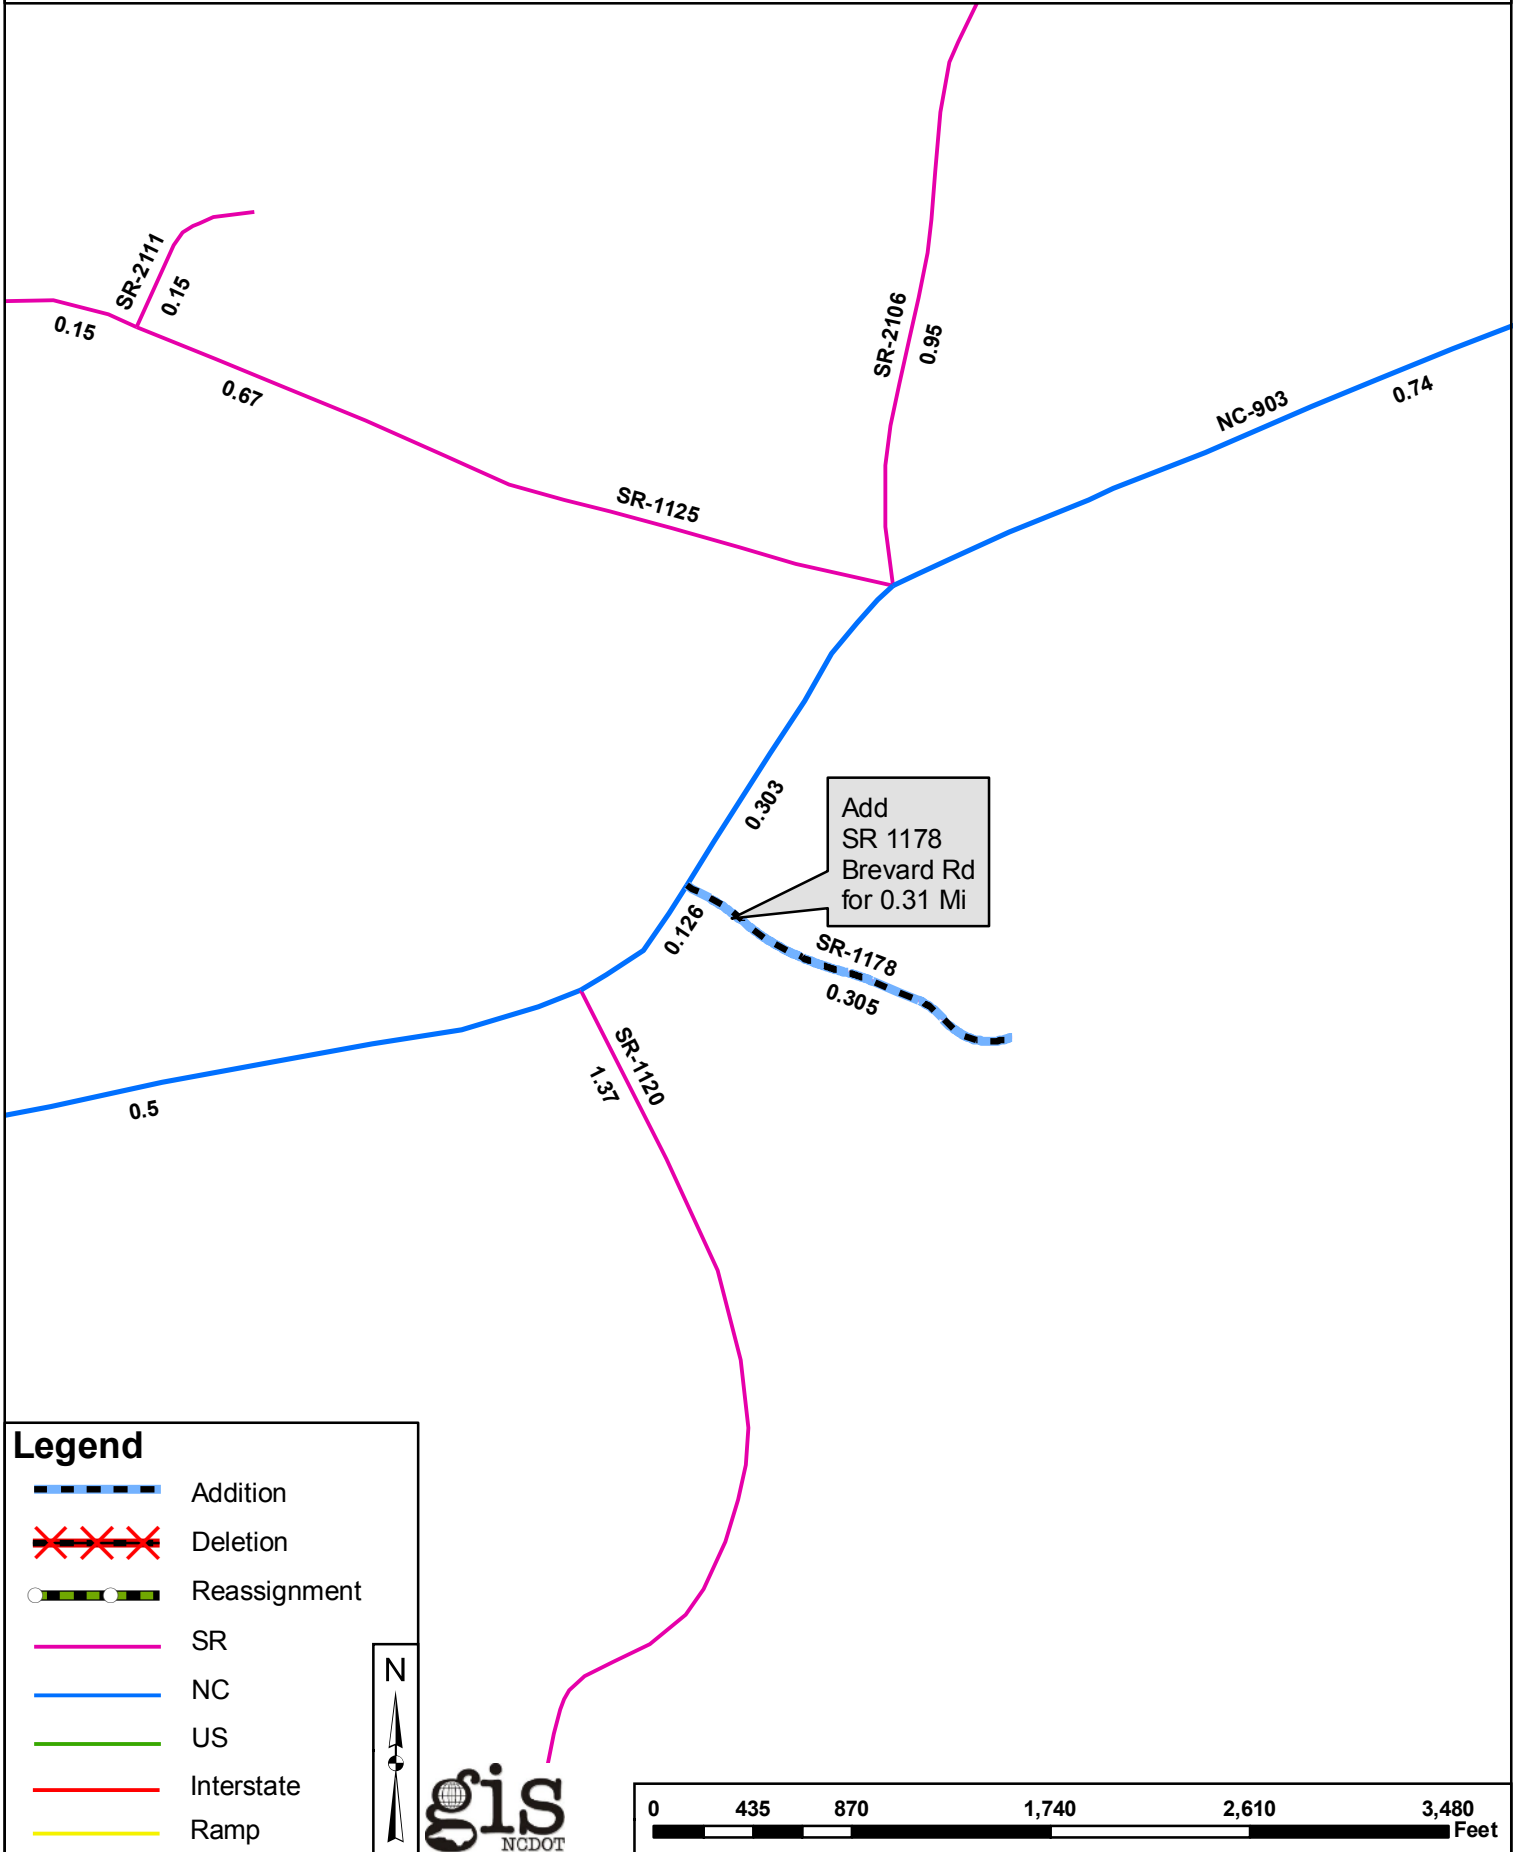 SR-2111
0.15
0.15
0.67
SR-1125
SR-2106
0.95
NC-903
0.74
0.303
Add
SR 1178
Brevard Rd
for 0.31 Mi
0.126
SR-1178
0.305
SR-1120
1.37
0.5
Legend
Addition
Deletion
Reassignment
SR
NC
US
Interstate
Ramp
N
gis
NCDOT
0 435 870 1,740 2,610 3,480
Feet